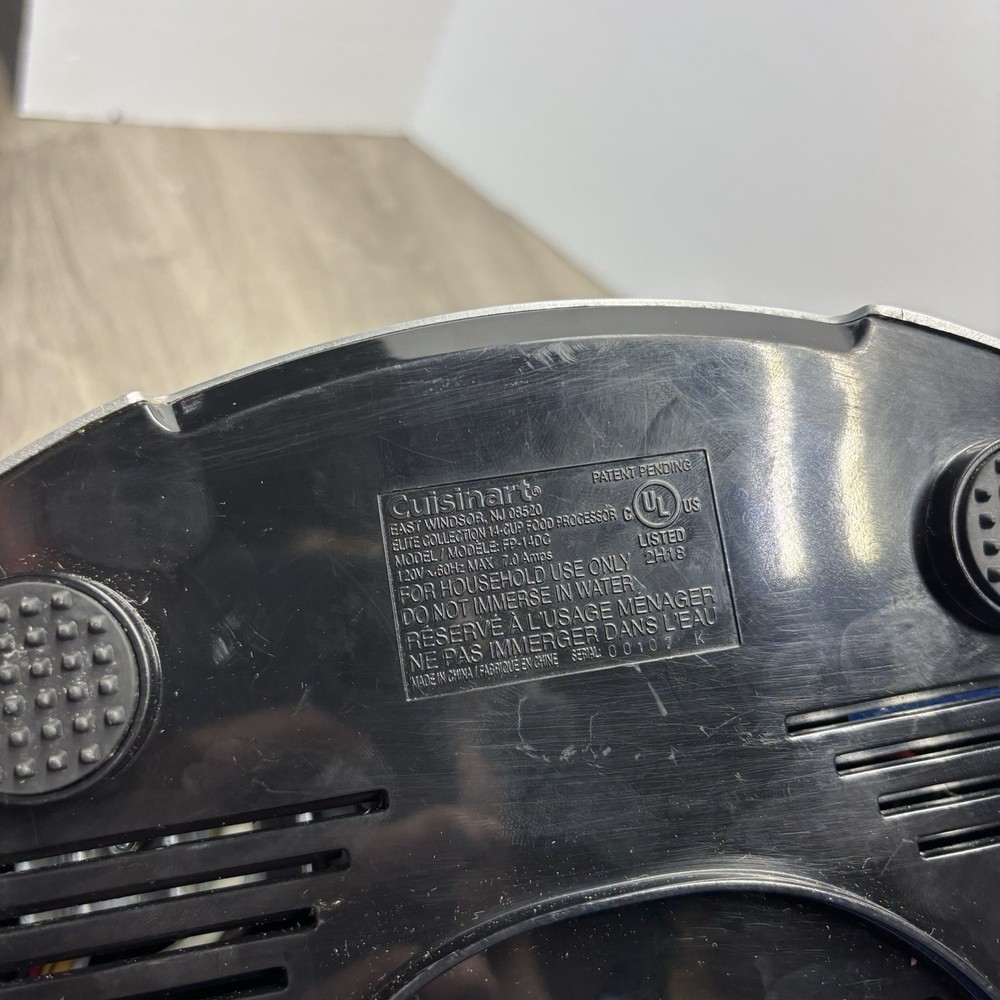 PATENT PENDING
Cuisinart®
EAST WINDSOR, NJ 08520
ELITE COLLECTION 14-CUP FOOD PROCESSOR
MODEL / MODÈLE: FP-14DC
120V ~60Hz MAX 7.0 Amps
C UL US
LISTED
2H18
FOR HOUSEHOLD USE ONLY
DO NOT IMMERSE IN WATER
RÉSERVÉ À L'USAGE MÉNAGER
NE PAS IMMERGER DANS L'EAU
MADE IN CHINA / FABRIQUÉ EN CHINE SERIAL: 00107 K